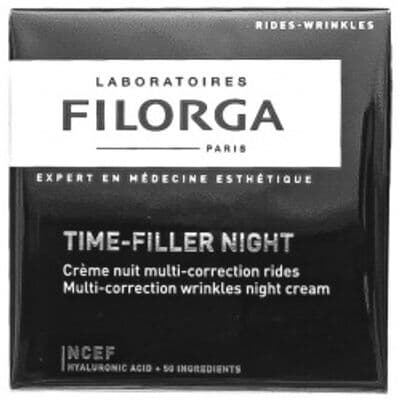 RIDES-WRINKLES
LABORATOIRES
FILORGA
PARIS
EXPERT EN MÉDECINE ESTHÉTIQUE
TIME-FILLER NIGHT
Crème nuit multi-correction rides
Multi-correction wrinkles night cream
NCEF
HYALURONIC ACID + 50 INGREDIENTS